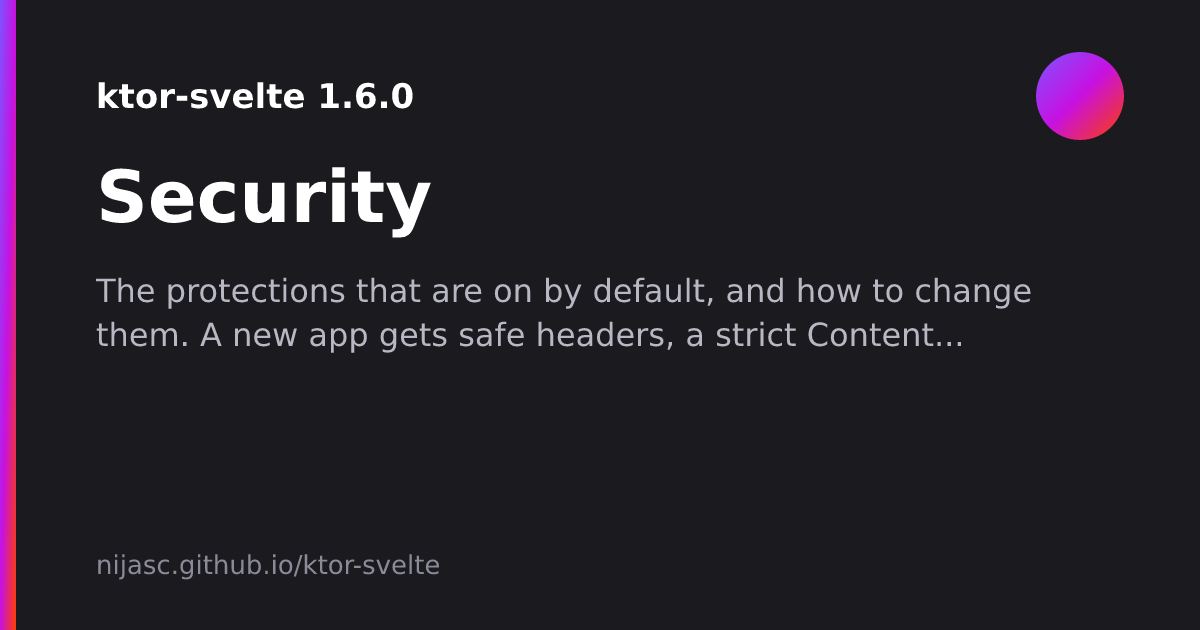 ktor-svelte 1.6.0
Security
The protections that are on by default, and how to change
them. A new app gets safe headers, a strict Content...
nijasc.github.io/ktor-svelte